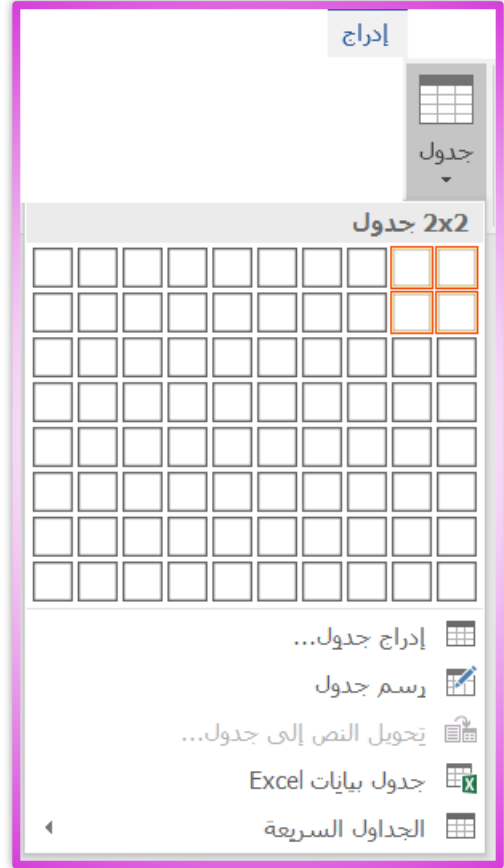 إدراج
جدول
2x2 جدول
إدراج جدول...
رسم جدول
تحويل النص إلى جدول...
جدول بيانات Excel
الجداول السريعة